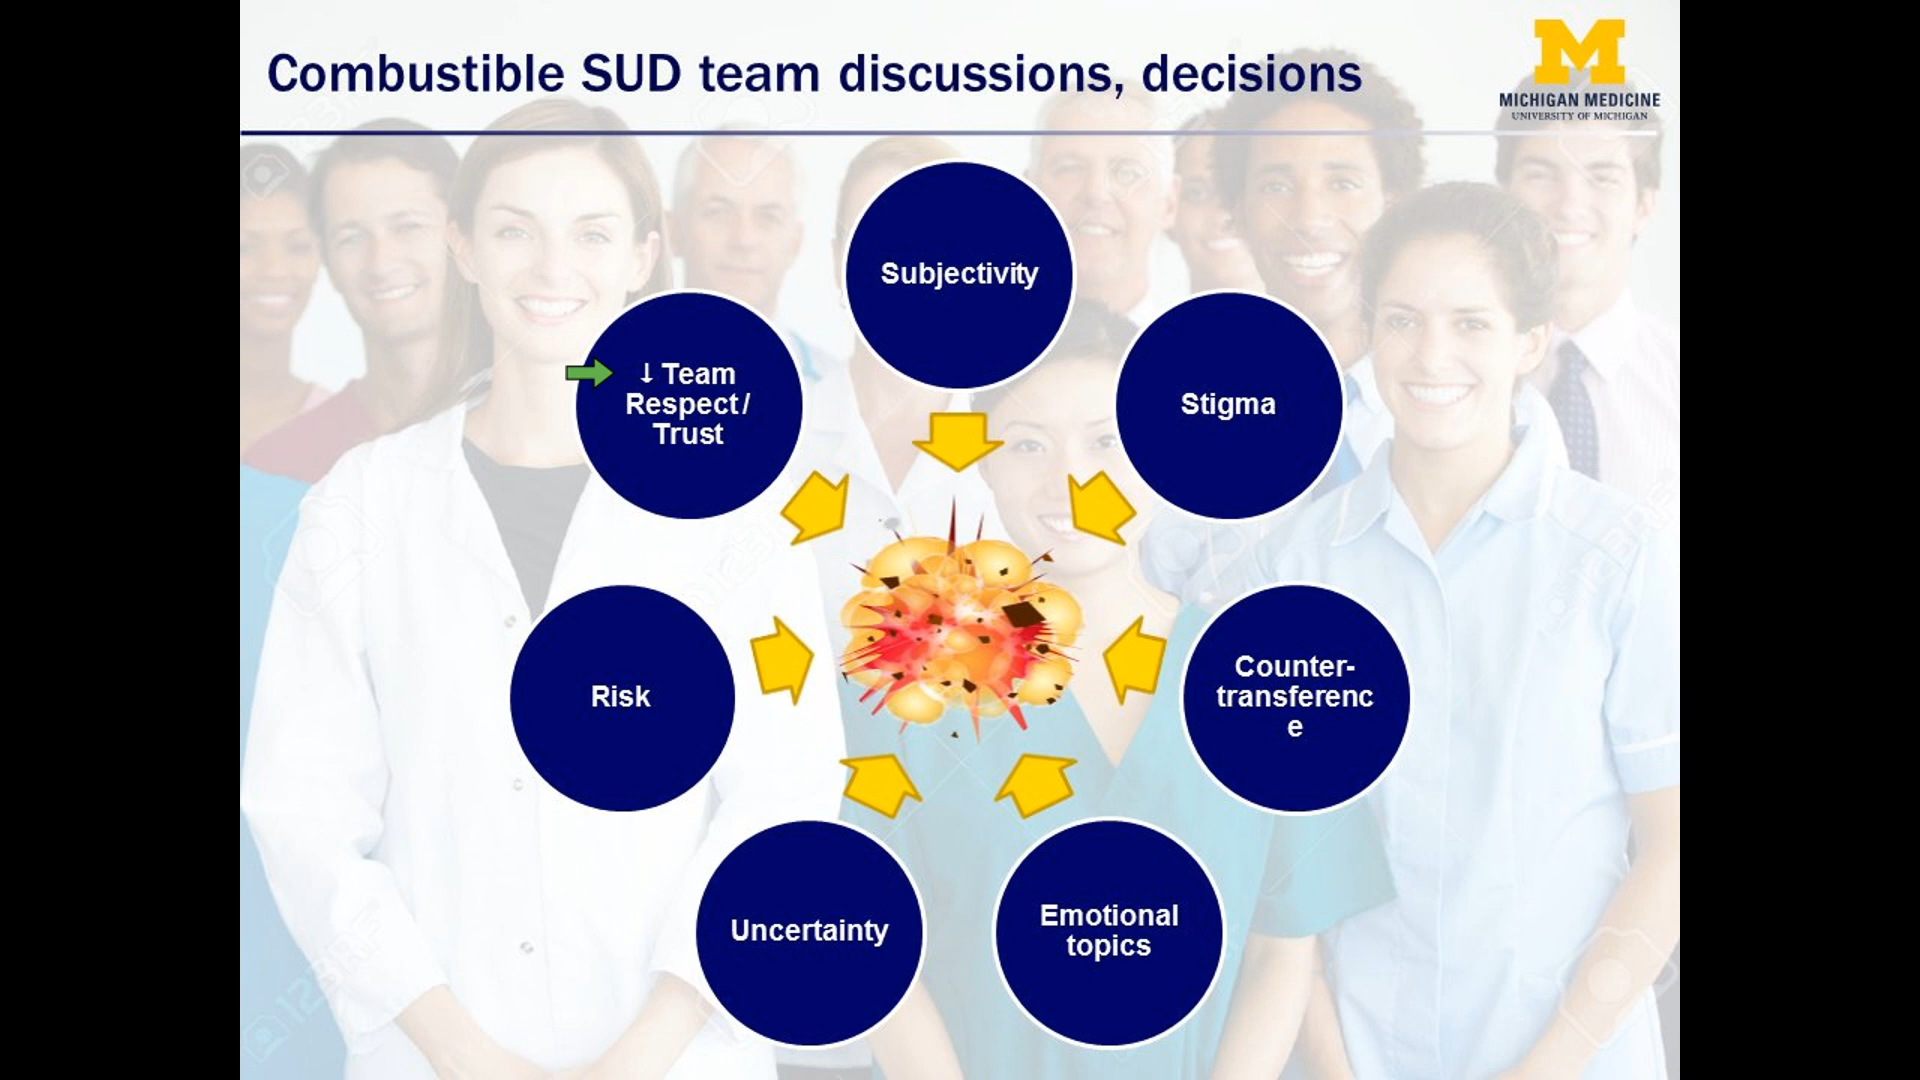 Combustible SUD team discussions, decisions
MICHIGAN MEDICINE
UNIVERSITY OF MICHIGAN
Subjectivity
Stigma
Counter-
transferenc
e
Emotional
topics
Uncertainty
Risk
↓ Team
Respect/
Trust
123RF